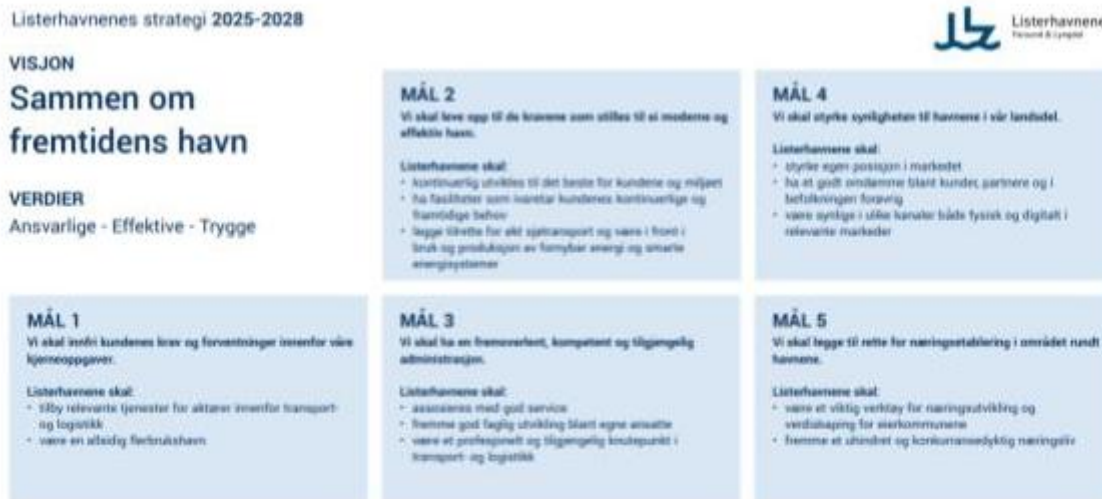 Listerhavnenes strategi 2025-2028
Listerhavnene
Farsund & Lyngdal
VISJON
Sammen om
fremtidens havn
VERDIER
Ansvarlige - Effektive - Trygge
MÅL 1
Vi skal innfri kundenes krav og forventninger innenfor våre
kjerneoppgaver.
Listerhavnene skal:
• tilby relevante tjenester for aktører innenfor transport-
og logistikk
• være en allsidig flerbrukshavn
MÅL 2
Vi skal leve opp til de kravene som stilles til ei moderne og
effektiv havn.
Listerhavnene skal:
• kontinuerlig utvikles til det beste for kundene og miljøet
• ha fasiliteter som ivaretar kundenes kontinuerlige og
framtidige behov
• legge tilrette for økt sjøtransport og være i front i
bruk og produksjon av fornybar energi og smarte
energisystemer
MÅL 3
Vi skal ha en fremoverlent, kompetent og tilgjengelig
administrasjon.
Listerhavnene skal:
• assosieres med god service
• fremme god faglig utvikling blant egne ansatte
• være et profesjonelt og tilgjengelig knutepunkt i
transport- og logistikk
MÅL 4
Vi skal styrke synligheten til havnene i vår landsdel.
Listerhavnene skal:
• styrke egen posisjon i markedet
• ha et godt omdømme blant kunder, partnere og i
befolkningen forøvrig
• være synlige i ulike kanaler både fysisk og digitalt i
relevante markeder
MÅL 5
Vi skal legge til rette for næringsetablering i området rundt
havnene.
Listerhavnene skal:
• være et viktig verktøy for næringsutvikling og
verdiskaping for eierkommunene
• fremme et uhindret og konkurransedyktig næringsliv